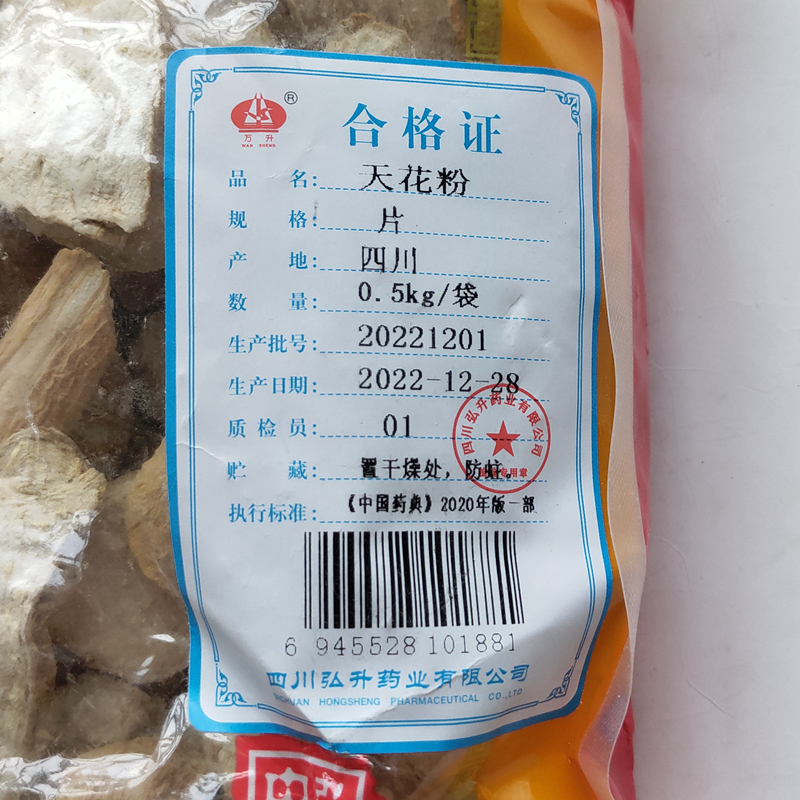 万升
WAN SHENG
®
合格证
品 名: 天花粉
规 格: 片
产 地: 四川
数 量: 0.5kg/袋
生产批号: 20221201
生产日期: 2022-12-28
质 检 员: 01
贮 藏: 置干燥处, 防蛀。
执行标准: 《中国药典》2020年版一部
四川弘升药业有限公司
专用章
6 945528 101881
四川弘升药业有限公司
SICHUAN HONGSHENG PHARMACEUTICAL CO.,LTD